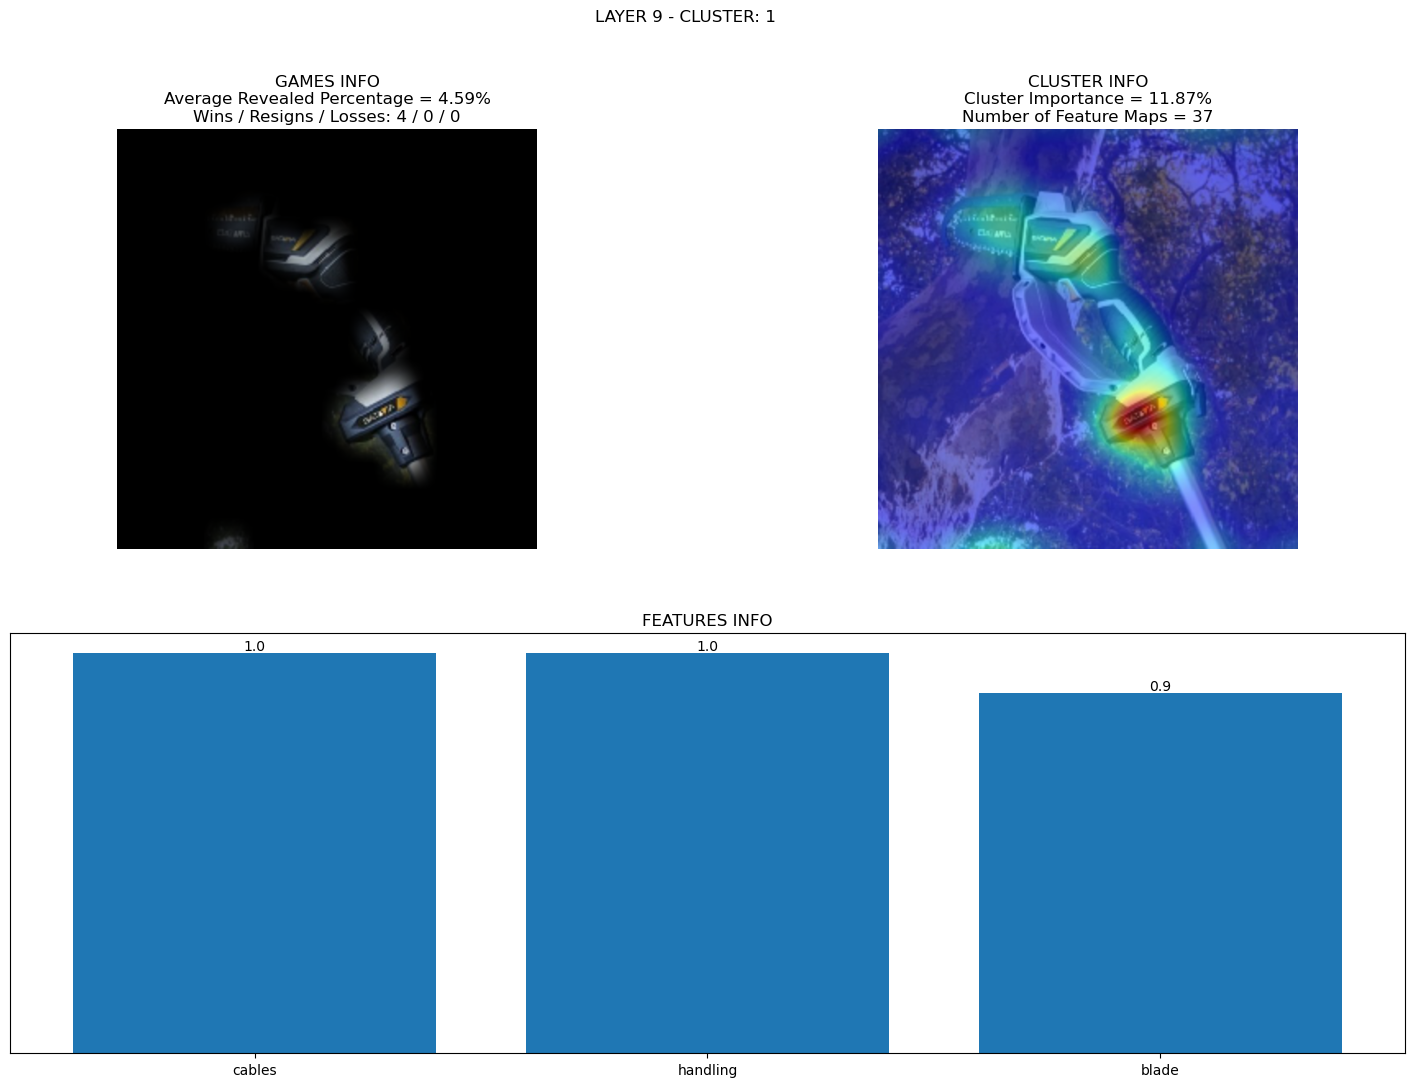 LAYER 9 - CLUSTER: 1
GAMES INFO
Average Revealed Percentage = 4.59%
Wins / Resigns / Losses: 4 / 0 / 0
CLUSTER INFO
Cluster Importance = 11.87%
Number of Feature Maps = 37
FEATURES INFO
1.0
1.0
0.9
cables
handling
blade